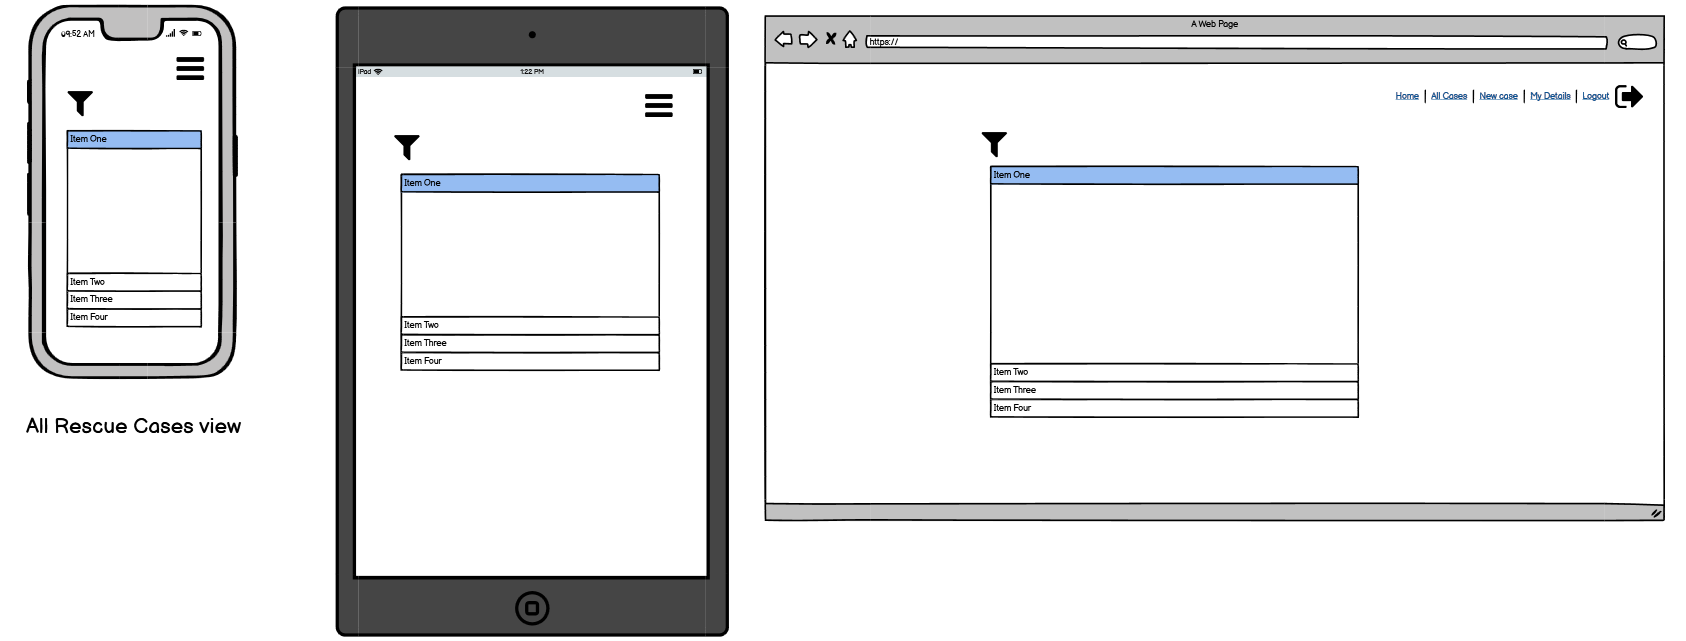 09:52 AM
Item One
Item Two
Item Three
Item Four
All Rescue Cases view
iPad
1:22 PM
Item One
Item Two
Item Three
Item Four
A Web Page
https://
Home | All Cases | New case | My Details | Logout
Item One
Item Two
Item Three
Item Four